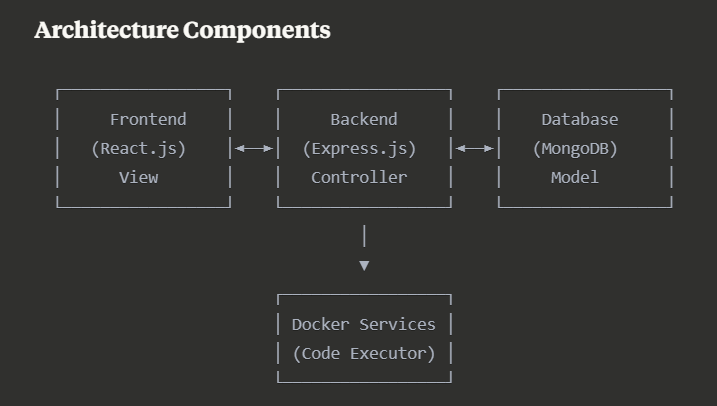 Architecture Components
Frontend
(React.js)
View
Backend
(Express.js)
Controller
Database
(MongoDB)
Model
Docker Services
(Code Executor)